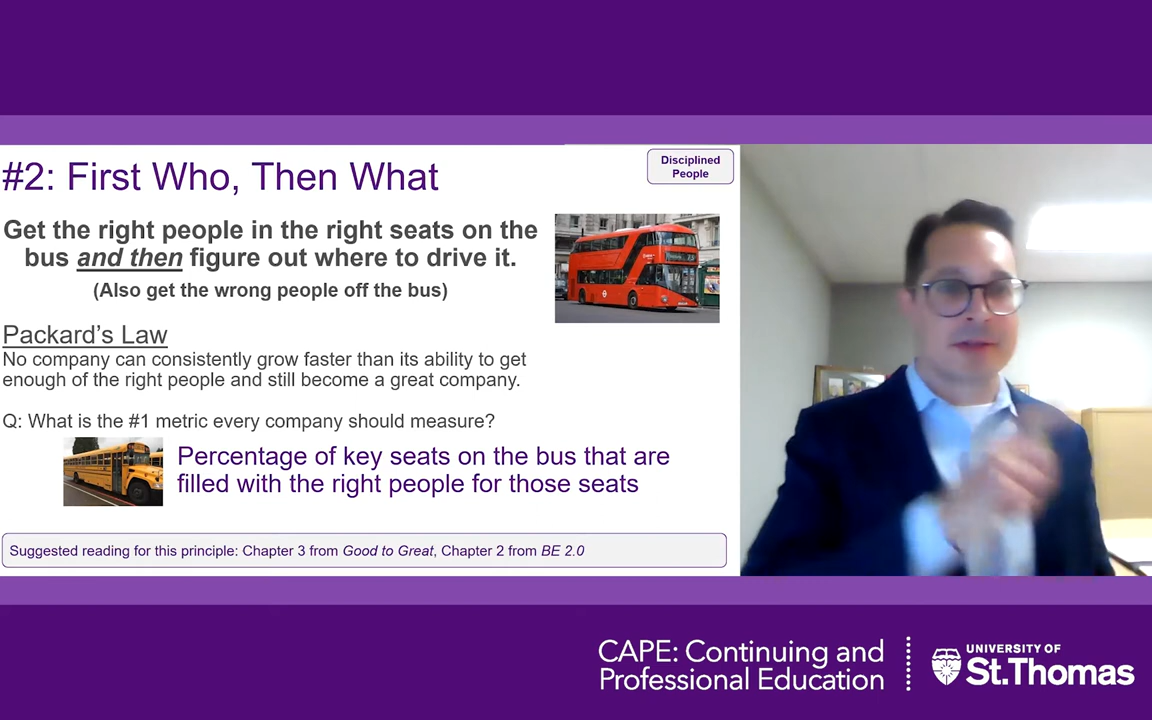 #2: First Who, Then What
Disciplined
People
Get the right people in the right seats on the
bus and then figure out where to drive it.
(Also get the wrong people off the bus)
Packard’s Law
No company can consistently grow faster than its ability to get
enough of the right people and still become a great company.
Q: What is the #1 metric every company should measure?
Percentage of key seats on the bus that are
filled with the right people for those seats
Suggested reading for this principle: Chapter 3 from Good to Great, Chapter 2 from BE 2.0
CAPE: Continuing and
Professional Education
UNIVERSITY OF
St.Thomas